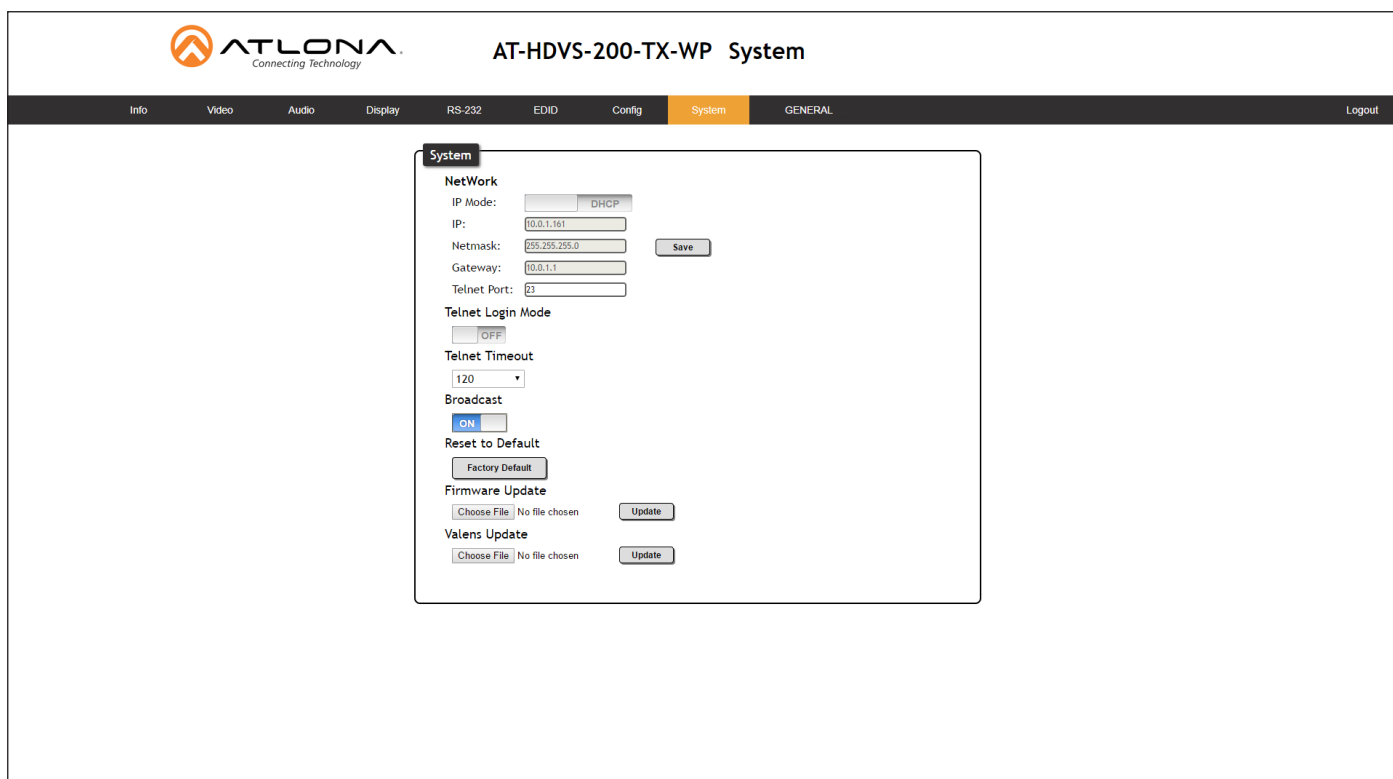 ATLONA.
Connecting Technology
AT-HDVS-200-TX-WP System
Info Video Audio Display RS-232 EDID Config System GENERAL Logout
System
NetWork
IP Mode: DHCP
IP: 10.0.1.161
Netmask: 255.255.255.0 Save
Gateway: 10.0.1.1
Telnet Port: 23
Telnet Login Mode
OFF
Telnet Timeout
120
Broadcast
ON
Reset to Default
Factory Default
Firmware Update
Choose File No file chosen Update
Valens Update
Choose File No file chosen Update